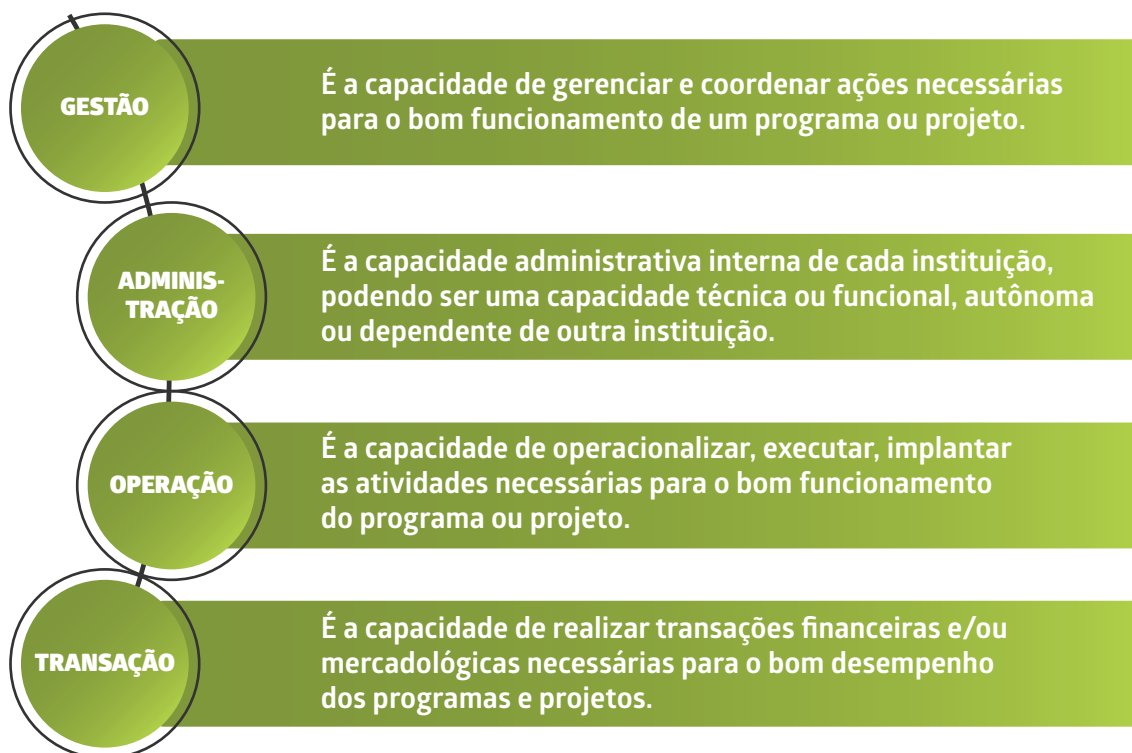 GESTÃO
É a capacidade de gerenciar e coordenar ações necessárias
para o bom funcionamento de um programa ou projeto.
ADMINIS-
TRAÇÃO
É a capacidade administrativa interna de cada instituição,
podendo ser uma capacidade técnica ou funcional, autônoma
ou dependente de outra instituição.
OPERAÇÃO
É a capacidade de operacionalizar, executar, implantar
as atividades necessárias para o bom funcionamento
do programa ou projeto.
TRANSAÇÃO
É a capacidade de realizar transações financeiras e/ou
mercadológicas necessárias para o bom desempenho
dos programas e projetos.